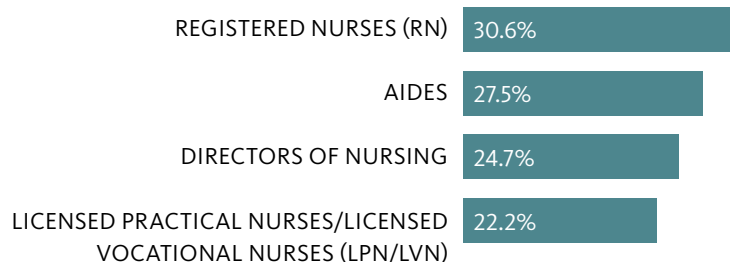 REGISTERED NURSES (RN) 30.6%
AIDES 27.5%
DIRECTORS OF NURSING 24.7%
LICENSED PRACTICAL NURSES/LICENSED 22.2%
VOCATIONAL NURSES (LPN/LVN)